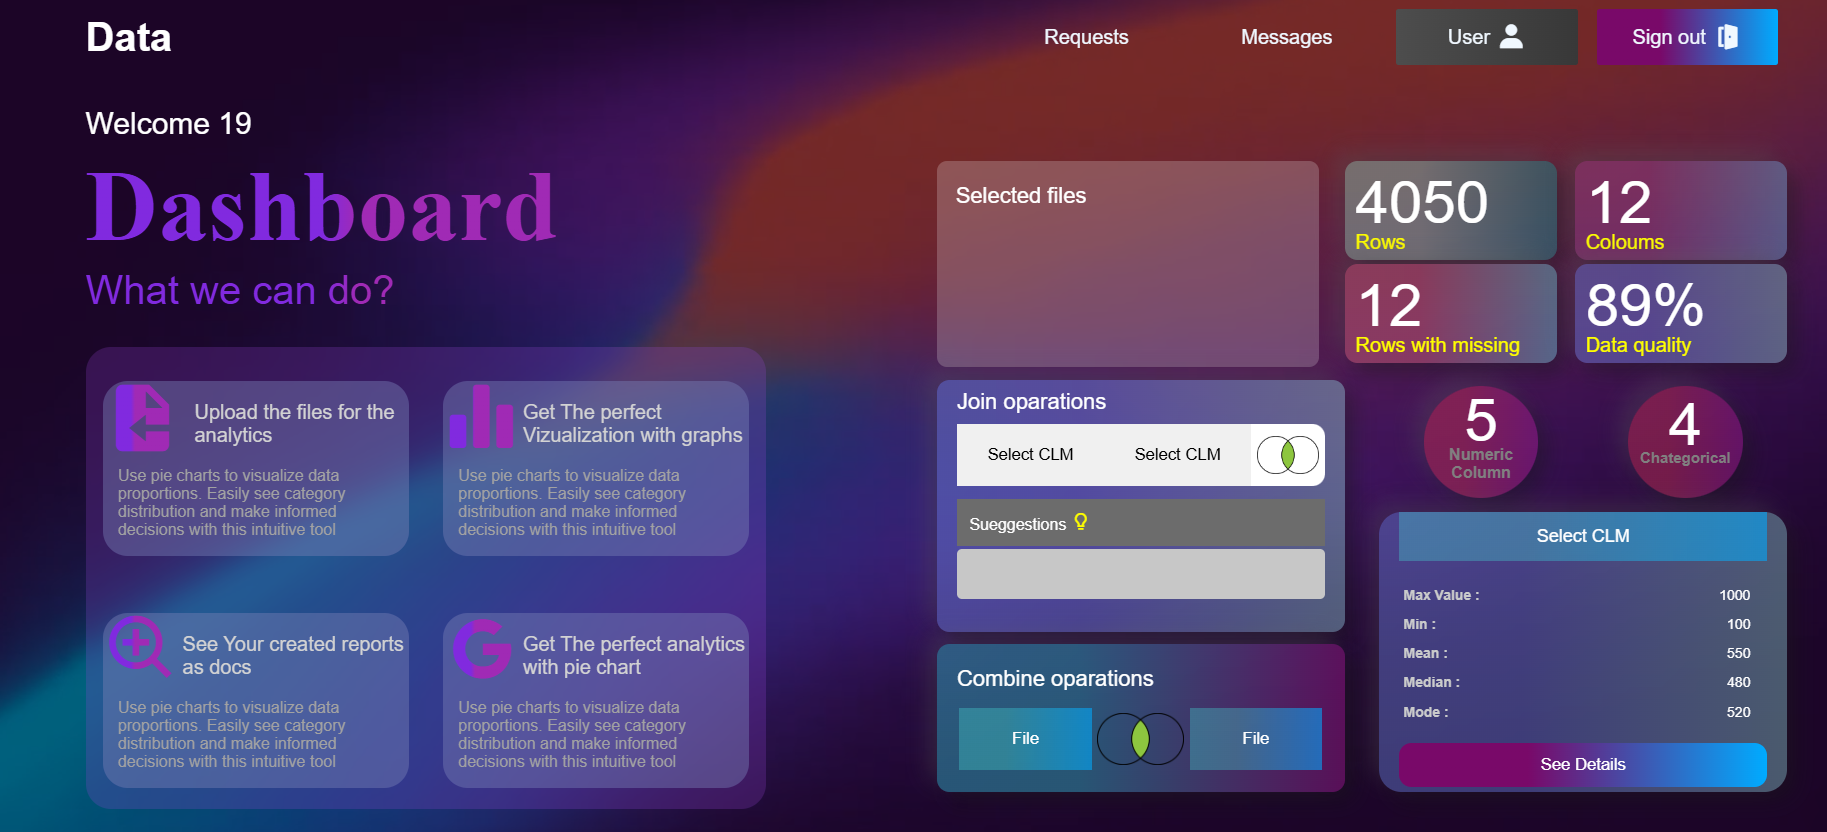 Data
Requests
Messages
User
Sign out
Welcome 19
Dashboard
What we can do?
Upload the files for the
analytics
Use pie charts to visualize data
proportions. Easily see category
distribution and make informed
decisions with this intuitive tool
Get The perfect
Vizualization with graphs
Use pie charts to visualize data
proportions. Easily see category
distribution and make informed
decisions with this intuitive tool
See Your created reports
as docs
Use pie charts to visualize data
proportions. Easily see category
distribution and make informed
decisions with this intuitive tool
Get The perfect analytics
with pie chart
Use pie charts to visualize data
proportions. Easily see category
distribution and make informed
decisions with this intuitive tool
Selected files
4050
Rows
12
Coloums
12
Rows with missing
89%
Data quality
Join oparations
Select CLM
Select CLM
Sueggestions
Combine oparations
File
File
5
Numeric
Column
4
Chategorical
Select CLM
Max Value : 1000
Min : 100
Mean : 550
Median : 480
Mode : 520
See Details